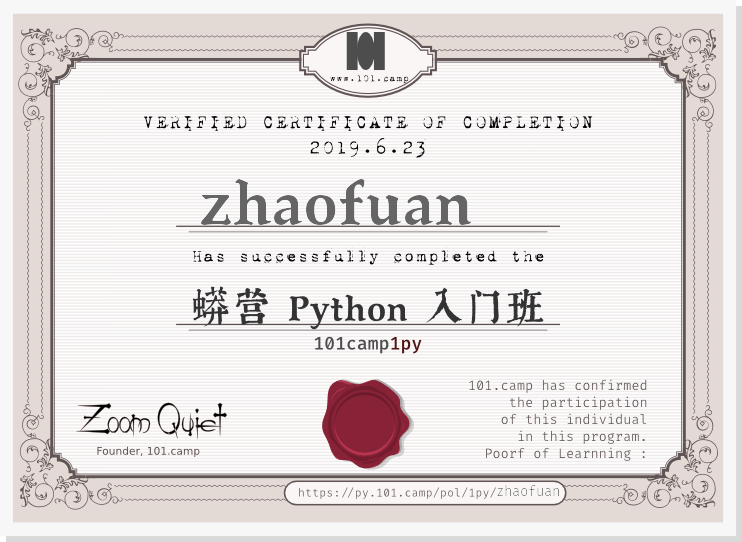 101
www.101.camp
VERIFIED CERTIFICATE OF COMPLETION
2019.6.23
zhaofuan
Has successfully completed the
蟒营 Python 入门班
101camp1py
Zoom Quiet
Founder, 101.camp
101.camp has confirmed
the participation
of this individual
in this program.
Poorf of Learnning :
https://py.101.camp/pol/1py/zhaofuan